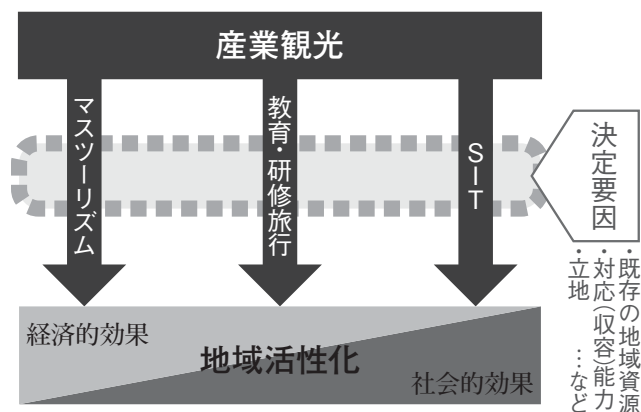 産業観光
マスツーリズム
教育・研修旅行
SIT
決定要因
・既存の地域資源
・対応(収容)能力
・立地 …など
経済的効果
地域活性化
社会的効果